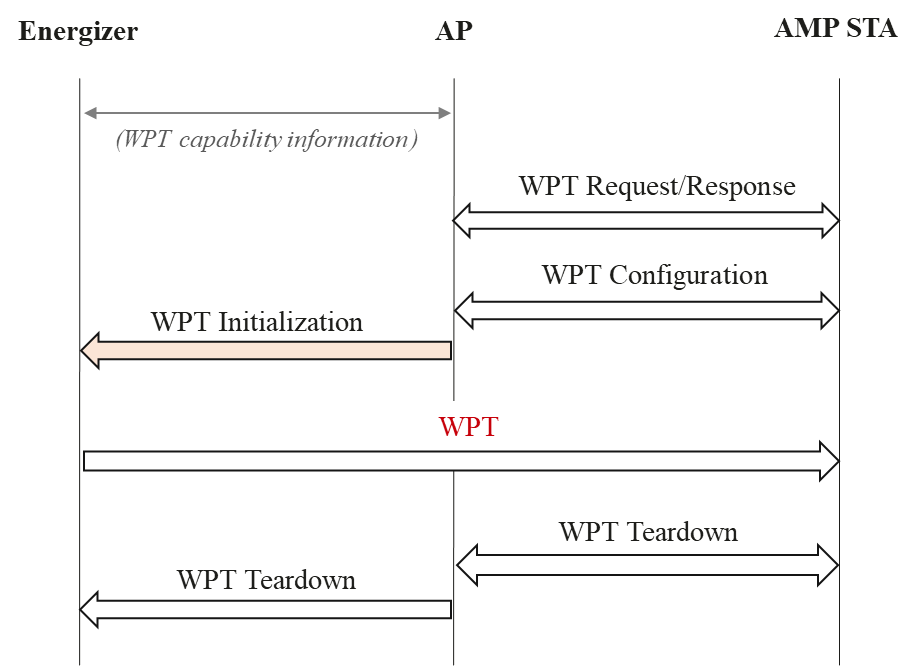 Energizer
AP
AMP STA
(WPT capability information)
WPT Request/Response
WPT Configuration
WPT Initialization
WPT
WPT Teardown
WPT Teardown